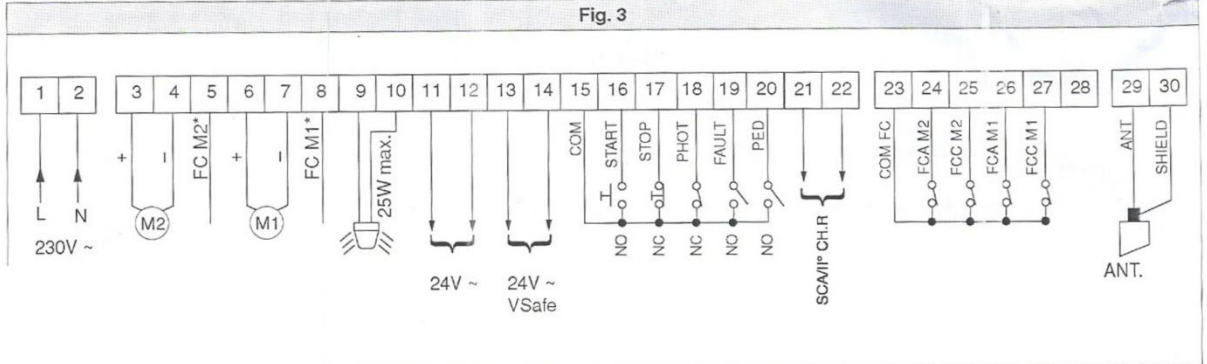 Fig. 3
1 2 3 4 5 6 7 8 9 10 11 12 13 14 15 16 17 18 19 20 21 22 23 24 25 26 27 28 29 30
+ – FC M2* + – FC M1* 25W max. COM START STOP PHOT FAULT PED COM FC FCA M2 FCC M2 FCA M1 FCC M1 ANT SHIELD
L N M2 M1
230V ~
24V ~ 24V ~
VSafe
NO NC NC NO NO
SCA/II° CH.R
ANT.